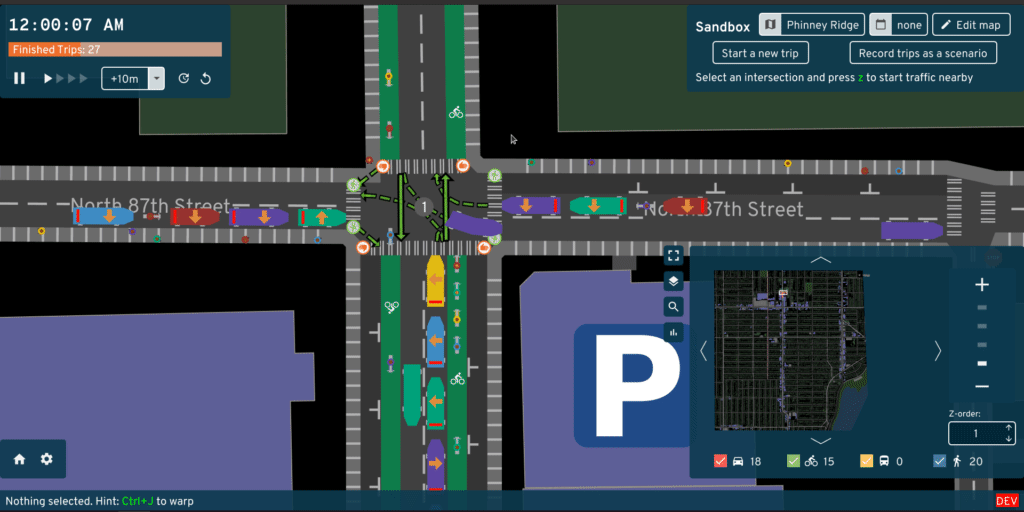 12:00:07 AM
Finished Trips: 27
+10m
Sandbox
Phinney Ridge
none
Edit map
Start a new trip
Record trips as a scenario
Select an intersection and press z to start traffic nearby
North 87th Street
North 87th Street
1
P
Z-order:
1
18
15
0
20
Nothing selected. Hint: Ctrl+J to warp
DEV